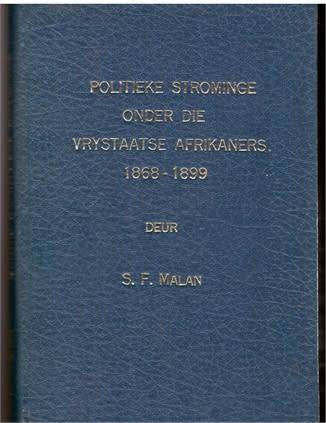 POLITIEKE STROMINGE
ONDER DIE
VRYSTAATSE AFRIKANERS.
1868-1899
DEUR
S. F. MALAN